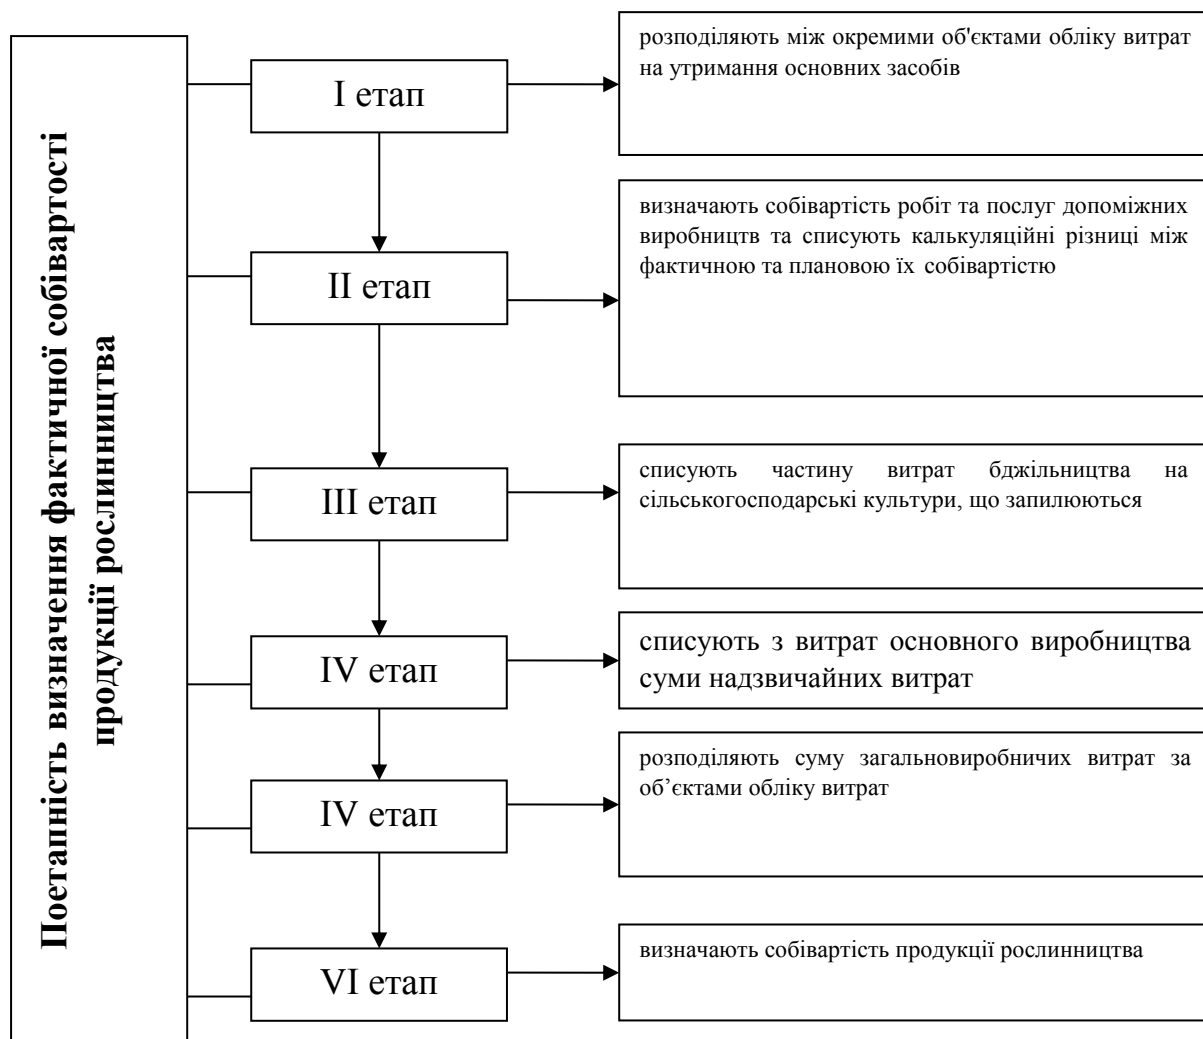 Поетапність визначення фактичної собівартості
продукції рослинництва
І етап
розподіляють між окремими об'єктами обліку витрат
на утримання основних засобів
ІІ етап
визначають собівартість робіт та послуг допоміжних
виробництв та списують калькуляційні різниці між
фактичною та плановою їх собівартістю
ІІІ етап
списують частину витрат бджільництва на
сільськогосподарські культури, що запилюються
IV етап
списують з витрат основного виробництва
суми надзвичайних витрат
IV етап
розподіляють суму загальновиробничих витрат за
об’єктами обліку витрат
VI етап
визначають собівартість продукції рослинництва